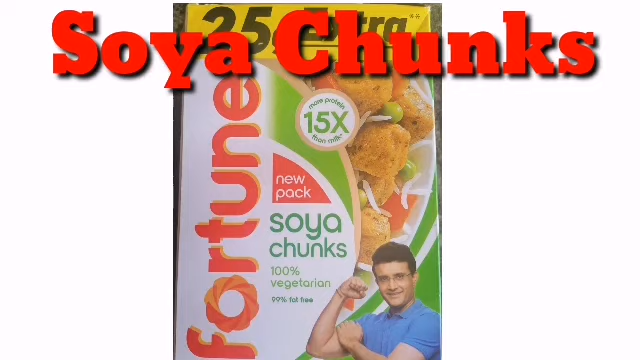 Soya Chunks
fortune
more protein
15X
than milk*
new
pack
soya
chunks
100%
vegetarian
99% fat free